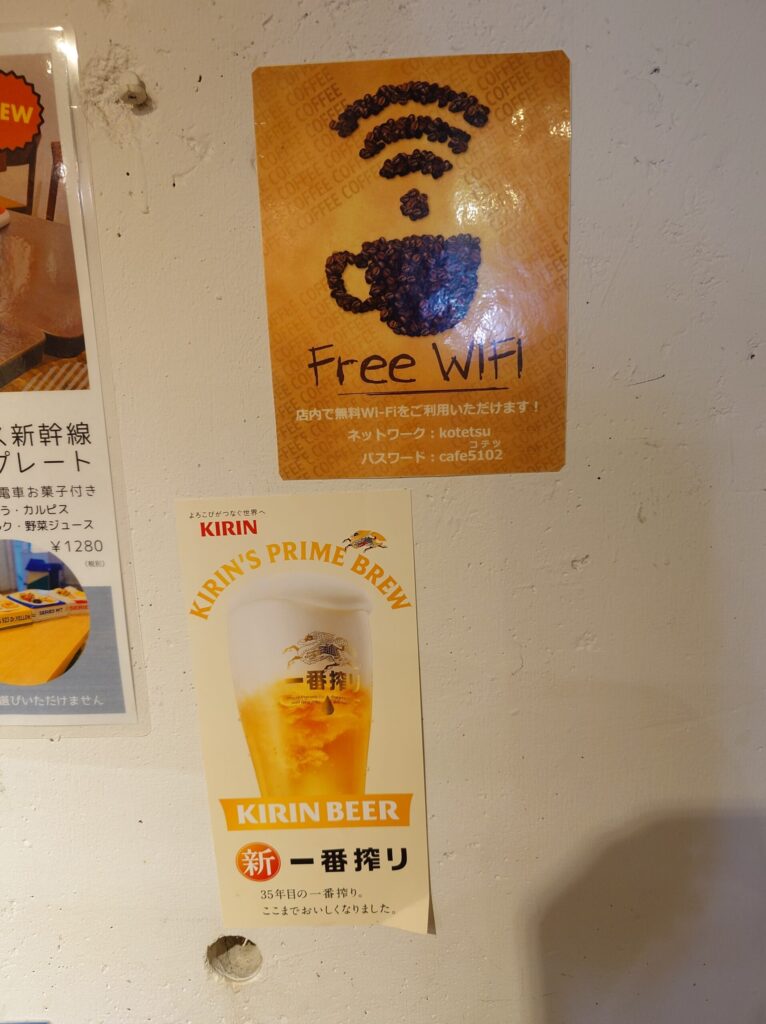 EW
ス新幹線
プレート
電車お菓子付き
う・カルピス
ク・野菜ジュース
¥1280
(税別)
選びいただけません
COFFEE COFFEE COFFEE
Free WIFI
店内で無料Wi-Fiをご利用いただけます！
ネットワーク：kotetsu
コテツ
パスワード：cafe5102
よろこびがつなぐ世界へ
KIRIN
KIRIN'S PRIME BREW
一番搾り
KIRIN BEER
新 一番搾り
35年目の一番搾り。
ここまでおいしくなりました。